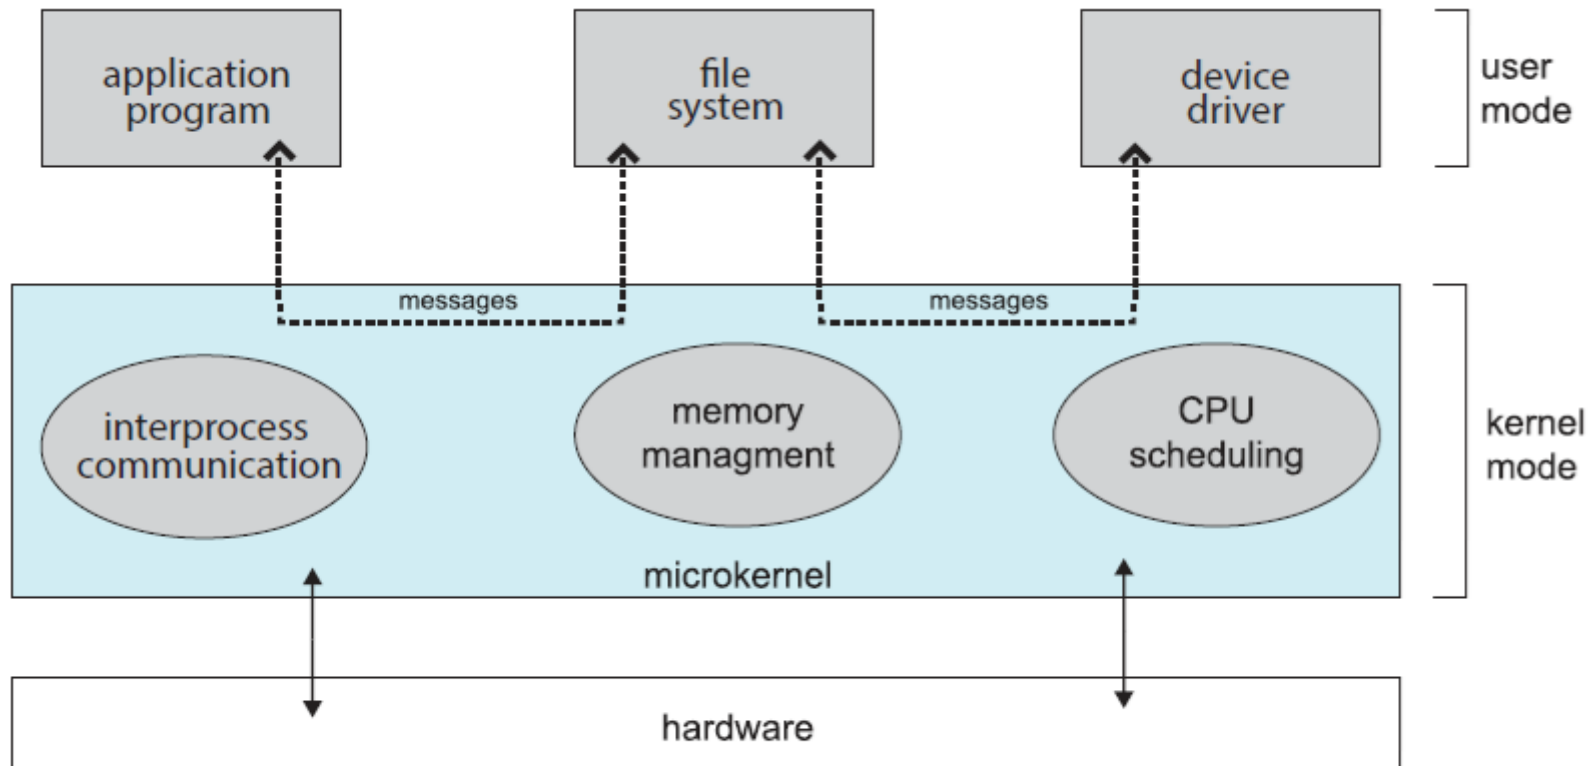 application
program
file
system
device
driver
user
mode
messages
messages
interprocess
communication
memory
managment
CPU
scheduling
kernel
mode
microkernel
hardware